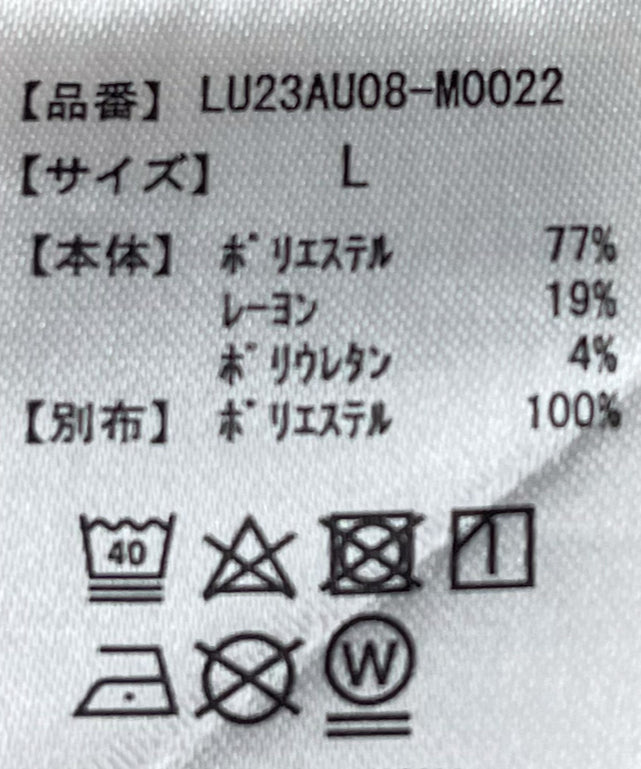 【品番】 LU23AU08-M0022
【サイズ】 L
【本体】 ポリエステル 77%
レーヨン 19%
ポリウレタン 4%
【別布】 ポリエステル 100%
40
W